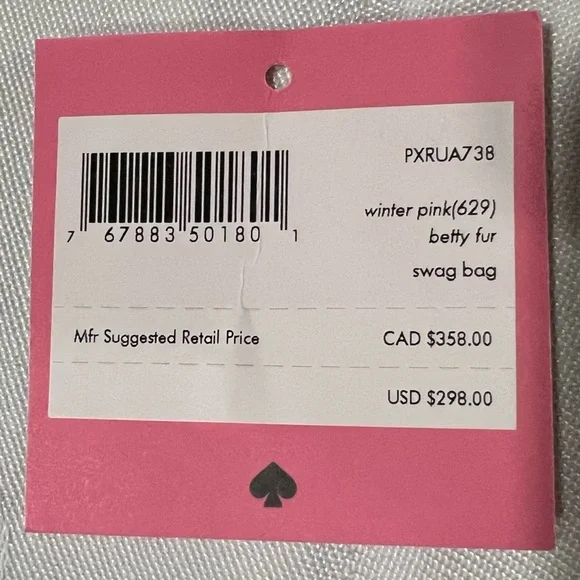 PXRUA738
7 67883 50180 1
winter pink(629)
betty fur
swag bag
Mfr Suggested Retail Price CAD $358.00
USD $298.00